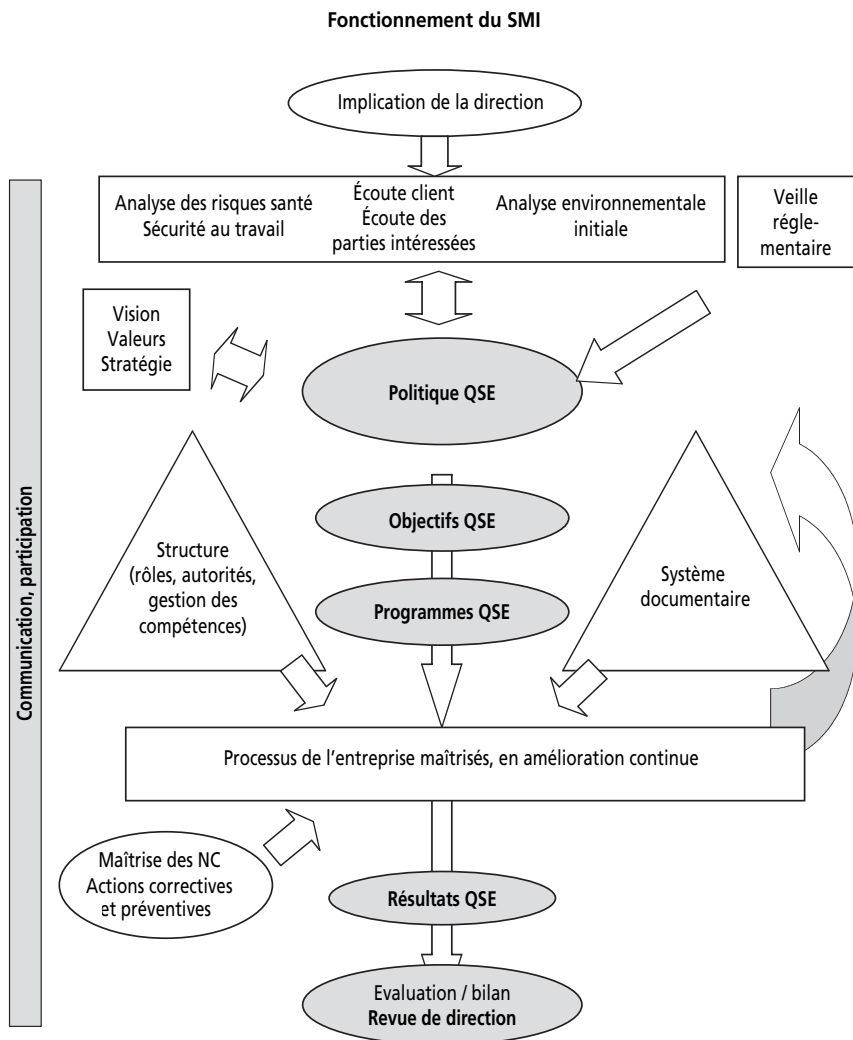 Fonctionnement du SMI
Implication de la direction
Analyse des risques santé
Sécurité au travail
Écoute client
Écoute des
parties intéressées
Analyse environnementale
initiale
Veille
régle-
mentaire
Vision
Valeurs
Stratégie
Politique QSE
Communication, participation
Objectifs QSE
Structure
(rôles, autorités,
gestion des
compétences)
Système
documentaire
Programmes QSE
Processus de l'entreprise maîtrisés, en amélioration continue
Maîtrise des NC
Actions correctives
et préventives
Résultats QSE
Evaluation / bilan
Revue de direction